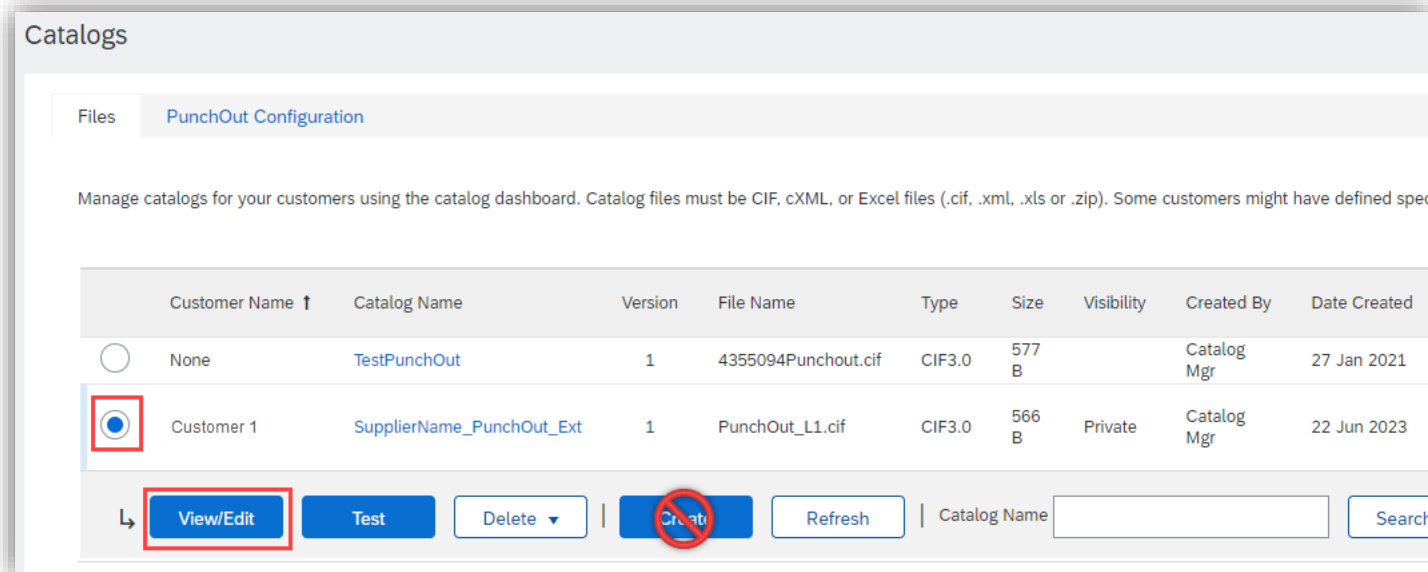 Catalogs
Files PunchOut Configuration
Manage catalogs for your customers using the catalog dashboard. Catalog files must be CIF, cXML, or Excel files (.cif, .xml, .xls or .zip). Some customers might have defined spec
Customer Name ↑ Catalog Name Version File Name Type Size Visibility Created By Date Created
None TestPunchOut 1 4355094Punchout.cif CIF3.0 577 B Catalog Mgr 27 Jan 2021
Customer 1 SupplierName_PunchOut_Ext 1 PunchOut_L1.cif CIF3.0 566 B Private Catalog Mgr 22 Jun 2023
View/Edit Test Delete ▼ | Create Refresh | Catalog Name Search